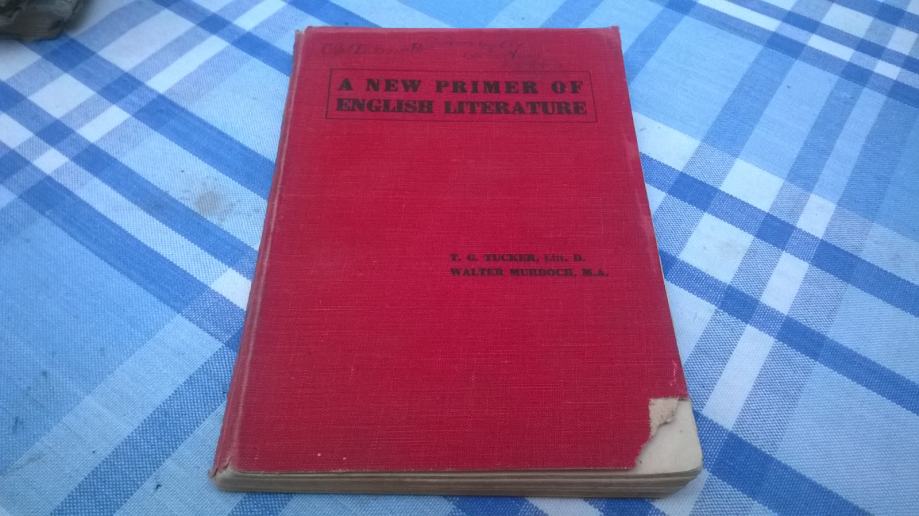 A NEW PRIMER OF
ENGLISH LITERATURE
T. G. TUCKER, Litt. D.
WALTER MURDOCH, M.A.